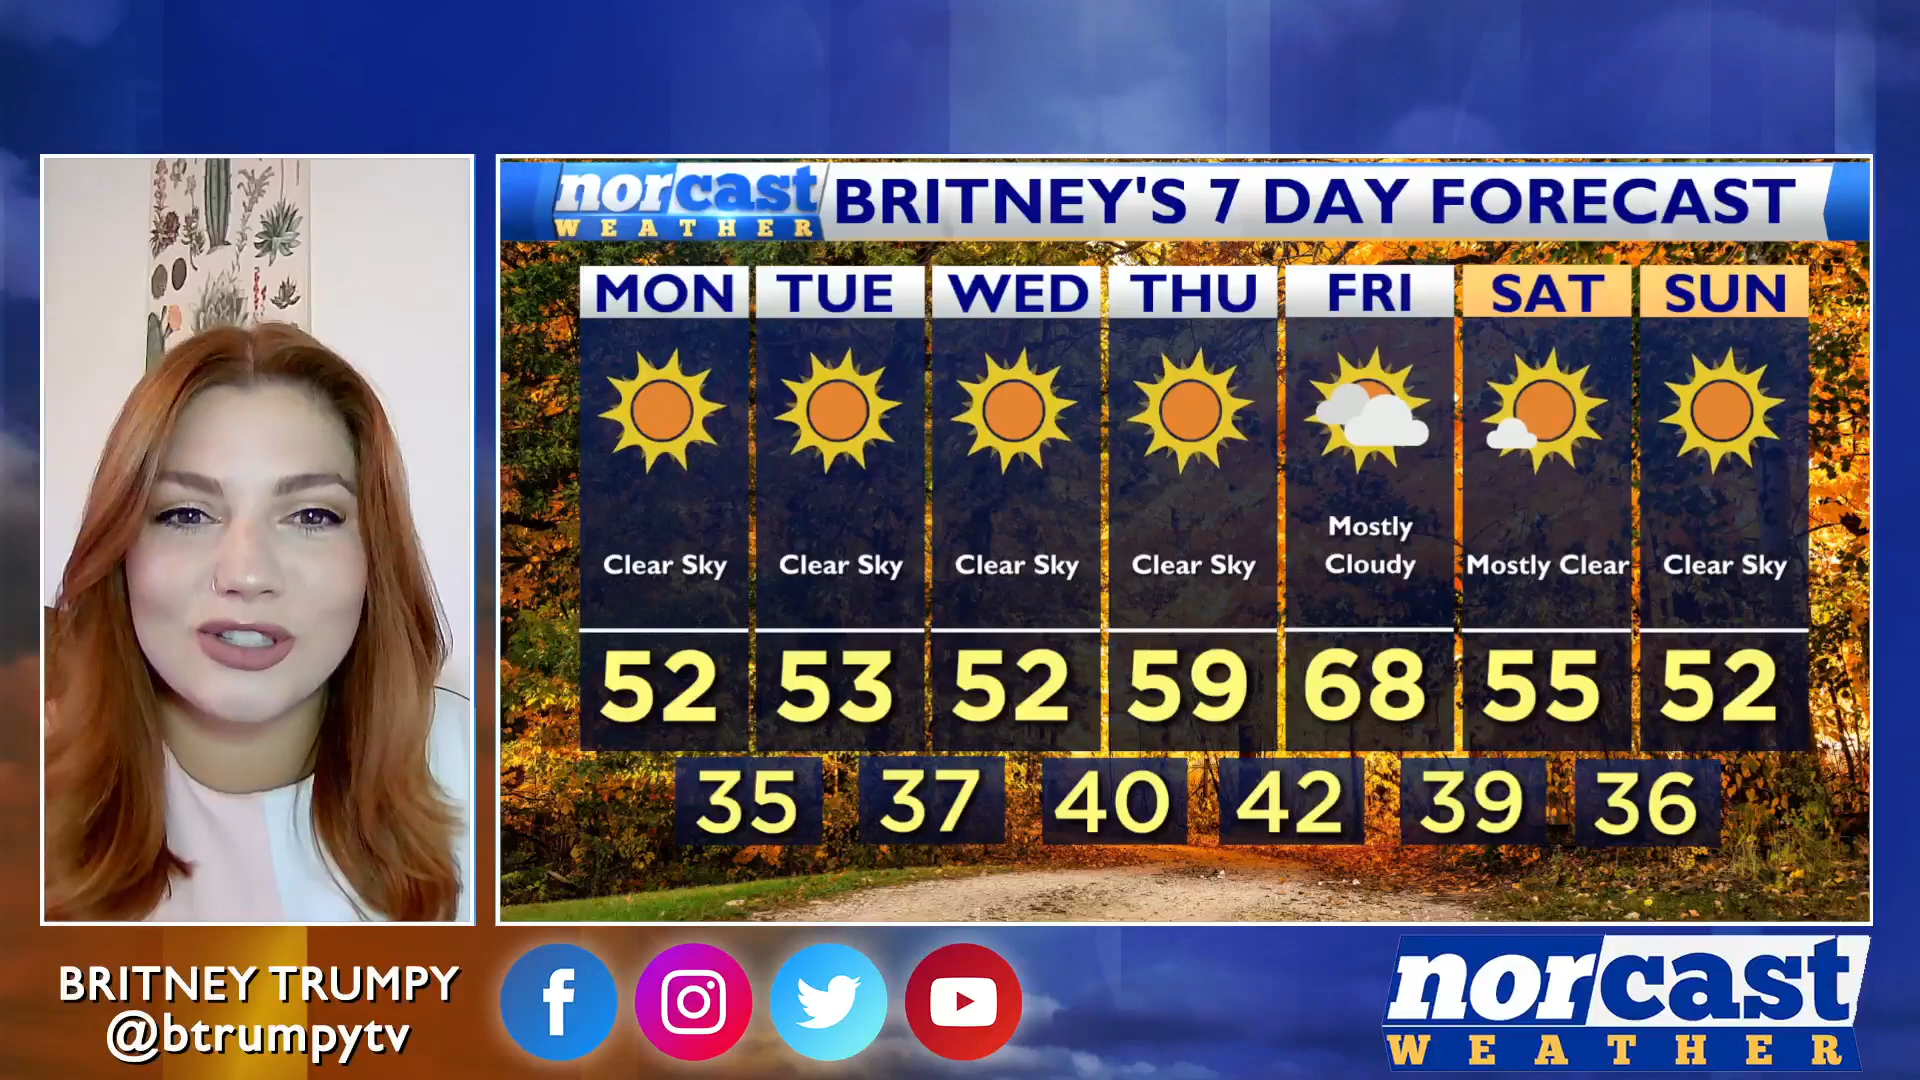 norcast
WEATHER
BRITNEY'S 7 DAY FORECAST
MON TUE WED THU FRI SAT SUN
Clear Sky Clear Sky Clear Sky Clear Sky Mostly Cloudy Mostly Clear Clear Sky
52 53 52 59 68 55 52
35 37 40 42 39 36
BRITNEY TRUMPY
@btrumpytv
norcast
WEATHER